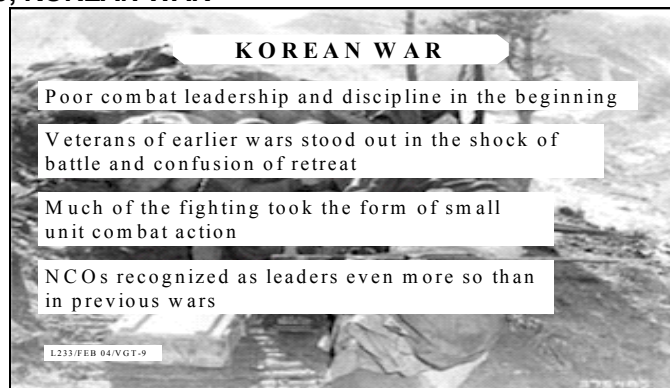 KOREAN WAR
Poor combat leadership and discipline in the beginning
Veterans of earlier wars stood out in the shock of
battle and confusion of retreat
Much of the fighting took the form of small
unit combat action
NCOs recognized as leaders even more so than
in previous wars
L233/FEB 04/VGT-9